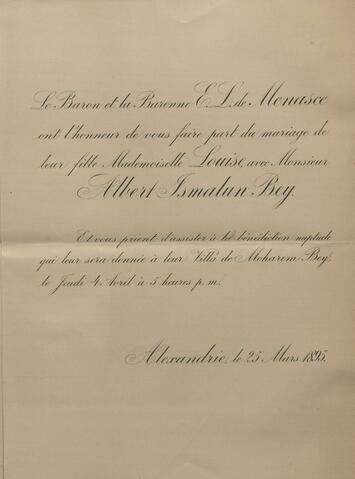 Le Baron et la Baronne E. L. de Menasce
ont l'honneur de vous faire part du mariage de
leur fille Mademoiselle Louise, avec Monsieur
Albert Ismalun Bey.
Et vous prient d'assister à la bénédiction nuptiale
qui leur sera donnée à leur Villa de Moharem Bey,
le Jeudi 4 Avril à 5 heures p. m.
Alexandrie, le 25 Mars 1895.